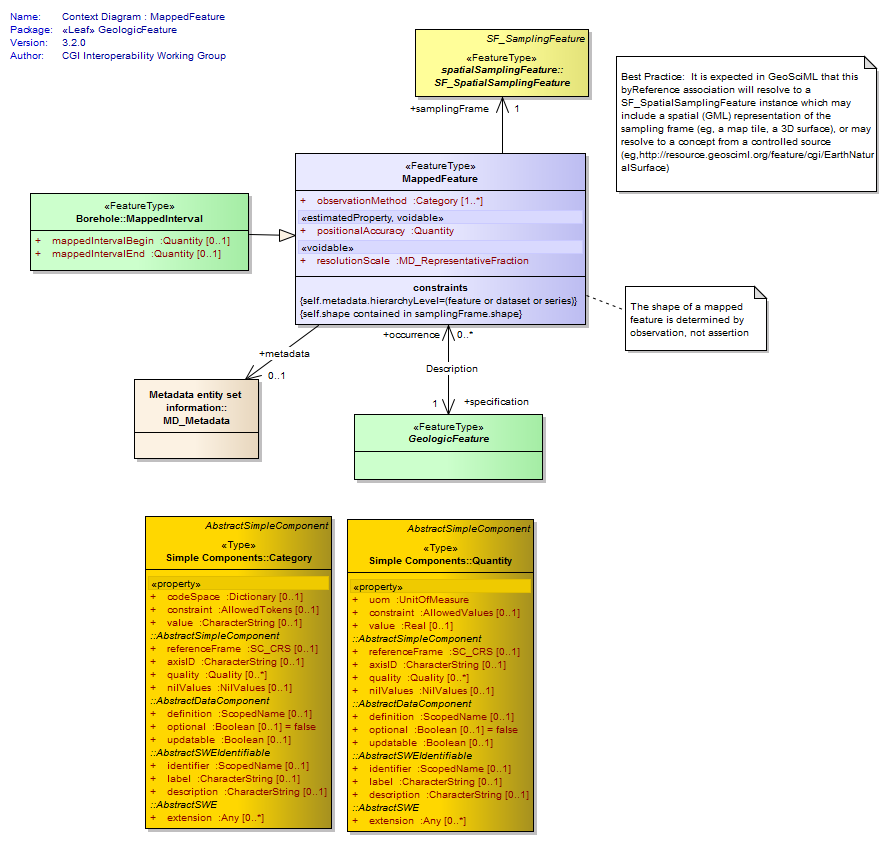 Name: Context Diagram : MappedFeature
Package: «Leaf» GeologicFeature
Version: 3.2.0
Author: CGI Interoperability Working Group
SF_SamplingFeature
«FeatureType»
spatialSamplingFeature::
SF_SpatialSamplingFeature
Best Practice: It is expected in GeoSciML that this
byReference association will resolve to a
SF_SpatialSamplingFeature instance which may
include a spatial (GML) representation of the
sampling frame (eg, a map tile, a 3D surface), or may
resolve to a concept from a controlled source
(eg,http://resource.geosciml.org/feature/cgi/EarthNatur
alSurface)
+samplingFrame 1
«FeatureType»
MappedFeature
+ observationMethod :Category [1..*]
«estimatedProperty, voidable»
+ positionalAccuracy :Quantity
«voidable»
+ resolutionScale :MD_RepresentativeFraction
constraints
{self.metadata.hierarchyLevel=(feature or dataset or series)}
{self.shape contained in samplingFrame.shape}
«FeatureType»
Borehole::MappedInterval
+ mappedIntervalBegin :Quantity [0..1]
+ mappedIntervalEnd :Quantity [0..1]
The shape of a mapped
feature is determined by
observation, not assertion
+occurrence 0..*
+metadata
0..1
Description
1 +specification
Metadata entity set
information::
MD_Metadata
«FeatureType»
GeologicFeature
AbstractSimpleComponent
«Type»
Simple Components::Category
«property»
+ codeSpace :Dictionary [0..1]
+ constraint :AllowedTokens [0..1]
+ value :CharacterString [0..1]
::AbstractSimpleComponent
+ referenceFrame :SC_CRS [0..1]
+ axisID :CharacterString [0..1]
+ quality :Quality [0..*]
+ nilValues :NilValues [0..1]
::AbstractDataComponent
+ definition :ScopedName [0..1]
+ optional :Boolean [0..1] = false
+ updatable :Boolean [0..1]
::AbstractSWEIdentifiable
+ identifier :ScopedName [0..1]
+ label :CharacterString [0..1]
+ description :CharacterString [0..1]
::AbstractSWE
+ extension :Any [0..*]
AbstractSimpleComponent
«Type»
Simple Components::Quantity
«property»
+ uom :UnitOfMeasure
+ constraint :AllowedValues [0..1]
+ value :Real [0..1]
::AbstractSimpleComponent
+ referenceFrame :SC_CRS [0..1]
+ axisID :CharacterString [0..1]
+ quality :Quality [0..*]
+ nilValues :NilValues [0..1]
::AbstractDataComponent
+ definition :ScopedName [0..1]
+ optional :Boolean [0..1] = false
+ updatable :Boolean [0..1]
::AbstractSWEIdentifiable
+ identifier :ScopedName [0..1]
+ label :CharacterString [0..1]
+ description :CharacterString [0..1]
::AbstractSWE
+ extension :Any [0..*]